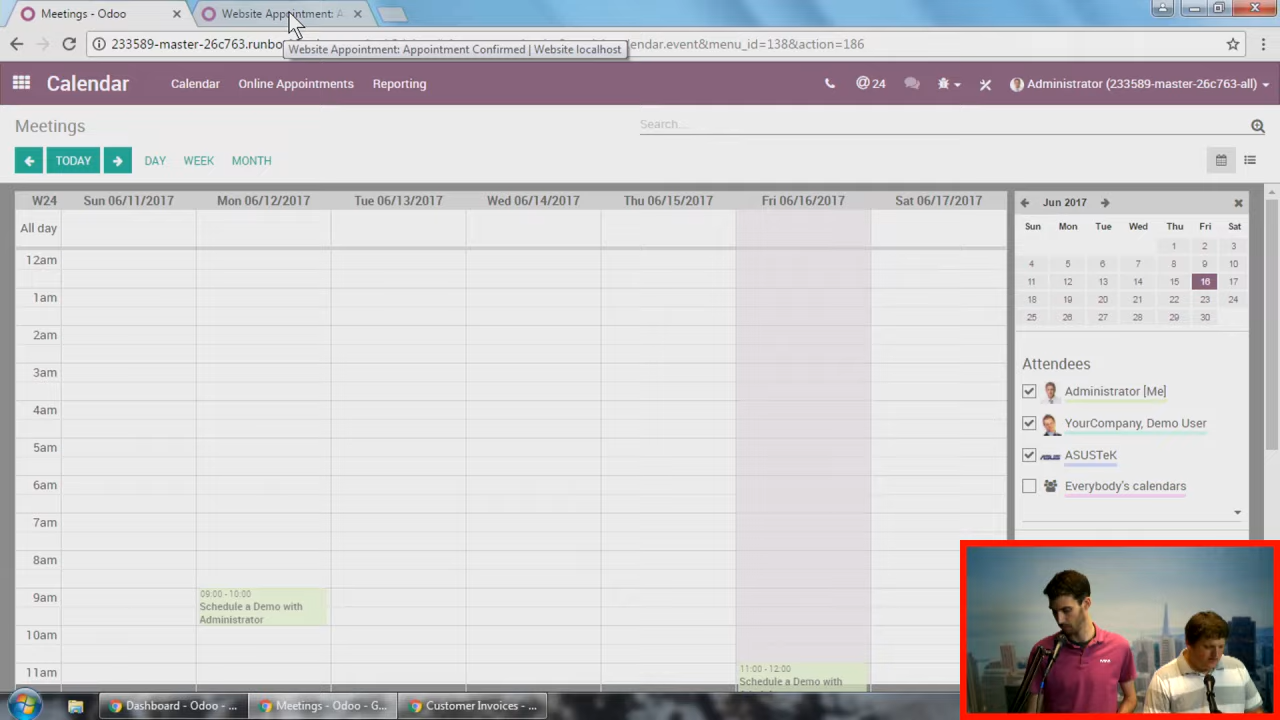 Meetings - Odoo
Website Appointment: A
233589-master-26c763.runbo
endar.event&menu_id=138&action=186
Website Appointment: Appointment Confirmed | Website localhost
Calendar
Calendar
Online Appointments
Reporting
@24
Administrator (233589-master-26c763-all)
Meetings
Search...
TODAY
DAY
WEEK
MONTH
W24
Sun 06/11/2017
Mon 06/12/2017
Tue 06/13/2017
Wed 06/14/2017
Thu 06/15/2017
Fri 06/16/2017
Sat 06/17/2017
All day
12am
1am
2am
3am
4am
5am
6am
7am
8am
9am
10am
11am
09:00 - 10:00
Schedule a Demo with
Administrator
11:00 - 12:00
Schedule a Demo with
Jun 2017
Sun Mon Tue Wed Thu Fri Sat
1 2 3
4 5 6 7 8 9 10
11 12 13 14 15 16 17
18 19 20 21 22 23 24
25 26 27 28 29 30
Attendees
Administrator [Me]
YourCompany, Demo User
ASUSTeK
Everybody's calendars
Dashboard - Odoo - ...
Meetings - Odoo - G...
Customer Invoices - ...